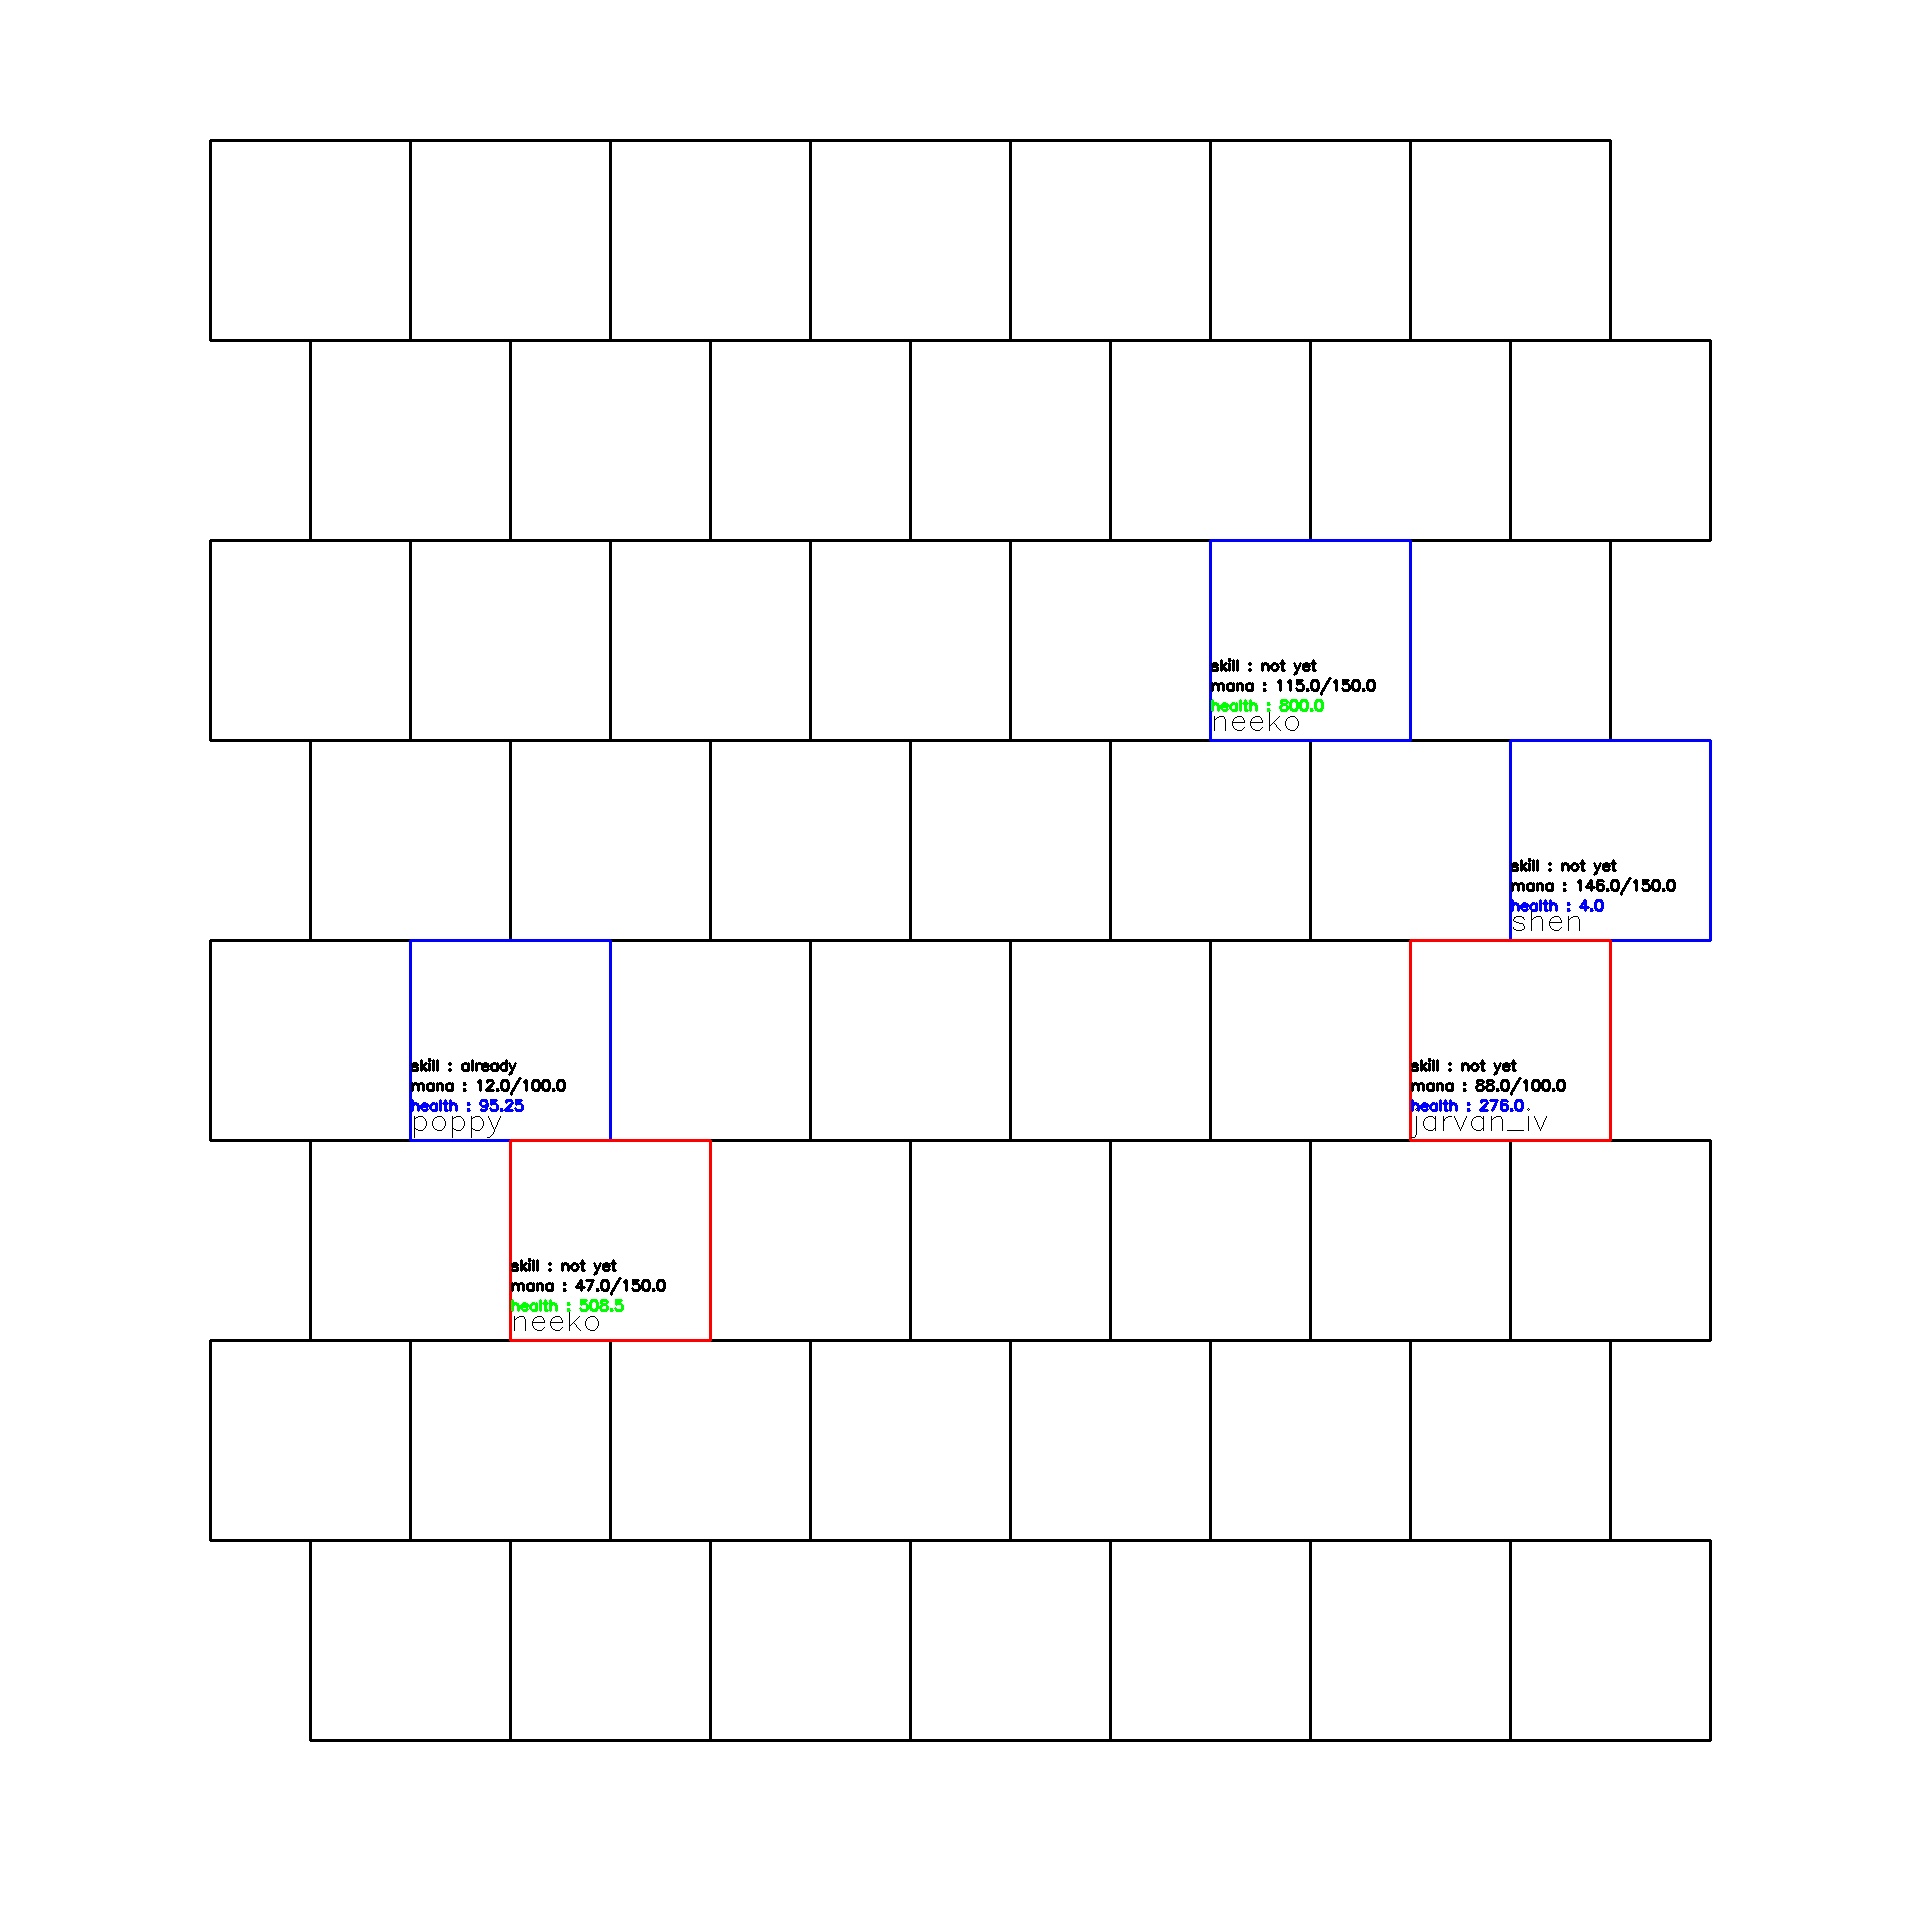 skill : not yet
mana : 115.0/150.0
health : 800.0
neeko
skill : not yet
mana : 146.0/150.0
health : 4.0
shen
skill : already
mana : 12.0/100.0
health : 95.25
poppy
skill : not yet
mana : 88.0/100.0
health : 276.0
jarvan_iv
skill : not yet
mana : 47.0/150.0
health : 508.5
neeko